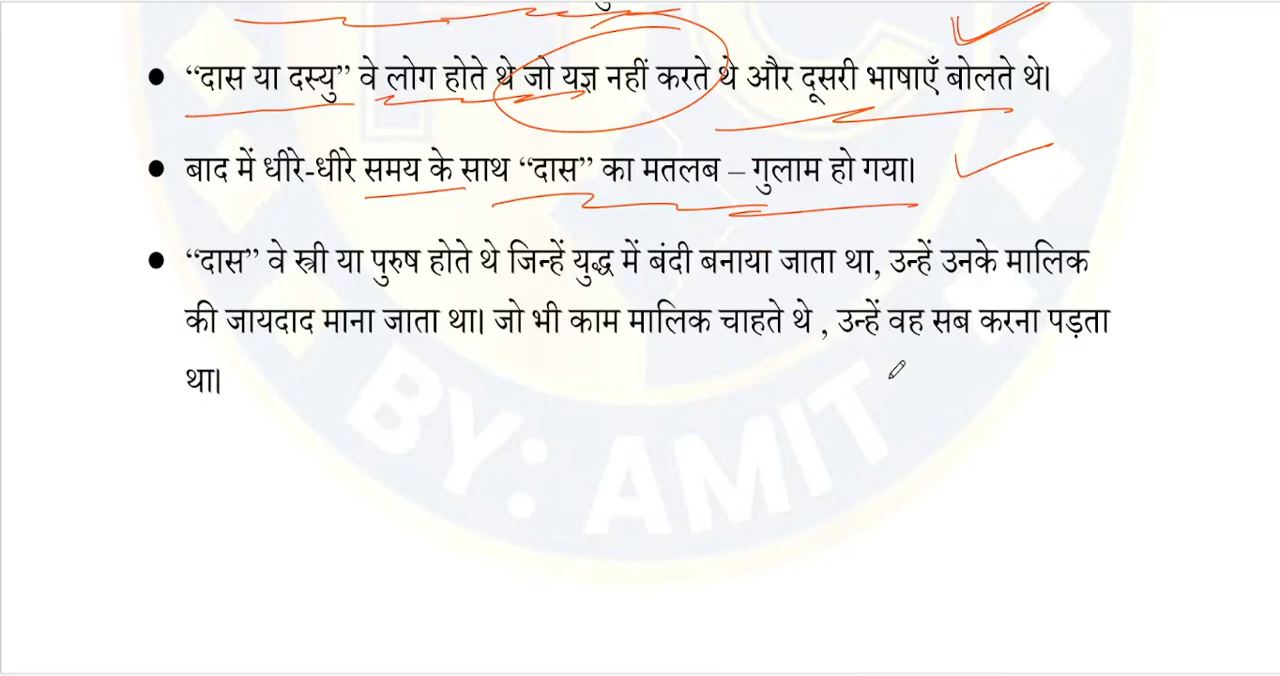 ● “दास या दस्यु” वे लोग होते थे जो यज्ञ नहीं करते थे और दूसरी भाषाएँ बोलते थे।
● बाद में धीरे-धीरे समय के साथ “दास” का मतलब – गुलाम हो गया।
● “दास” वे स्त्री या पुरुष होते थे जिन्हें युद्ध में बंदी बनाया जाता था, उन्हें उनके मालिक
की जायदाद माना जाता था। जो भी काम मालिक चाहते थे , उन्हें वह सब करना पड़ता
था।
BY: AMIT